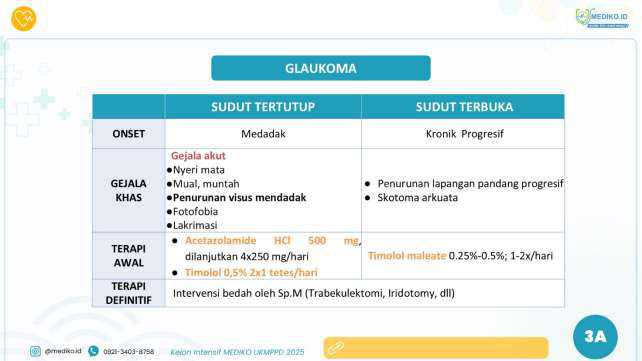 MEDIKO.ID
GLAUKOMA
SUDUT TERTUTUP
SUDUT TERBUKA
ONSET
Medadak
Kronik Progresif
GEJALA
KHAS
Gejala akut
●Nyeri mata
●Mual, muntah
●Penurunan visus mendadak
●Fotofobia
●Lakrimasi
● Penurunan lapangan pandang progresif
● Skotoma arkuata
TERAPI
AWAL
● Acetazolamide HCl 500 mg,
dilanjutkan 4x250 mg/hari
● Timolol 0,5% 2x1 tetes/hari
Timolol maleate 0.25%-0.5%; 1-2x/hari
TERAPI
DEFINITIF
Intervensi bedah oleh Sp.M (Trabekulektomi, Iridotomy, dll)
@mediko.id
0821-3403-8758
Kelan Intensif MEDIKO UKMPPD 2025
3A